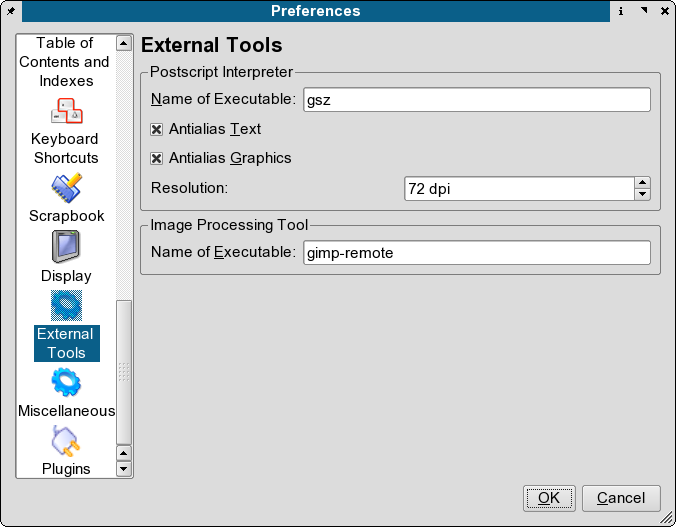 Preferences
Table of
Contents and
Indexes
Keyboard
Shortcuts
Scrapbook
Display
External
Tools
Miscellaneous
Plugins
External Tools
Postscript Interpreter
Name of Executable: gsz
Antialias Text
Antialias Graphics
Resolution: 72 dpi
Image Processing Tool
Name of Executable: gimp-remote
OK Cancel